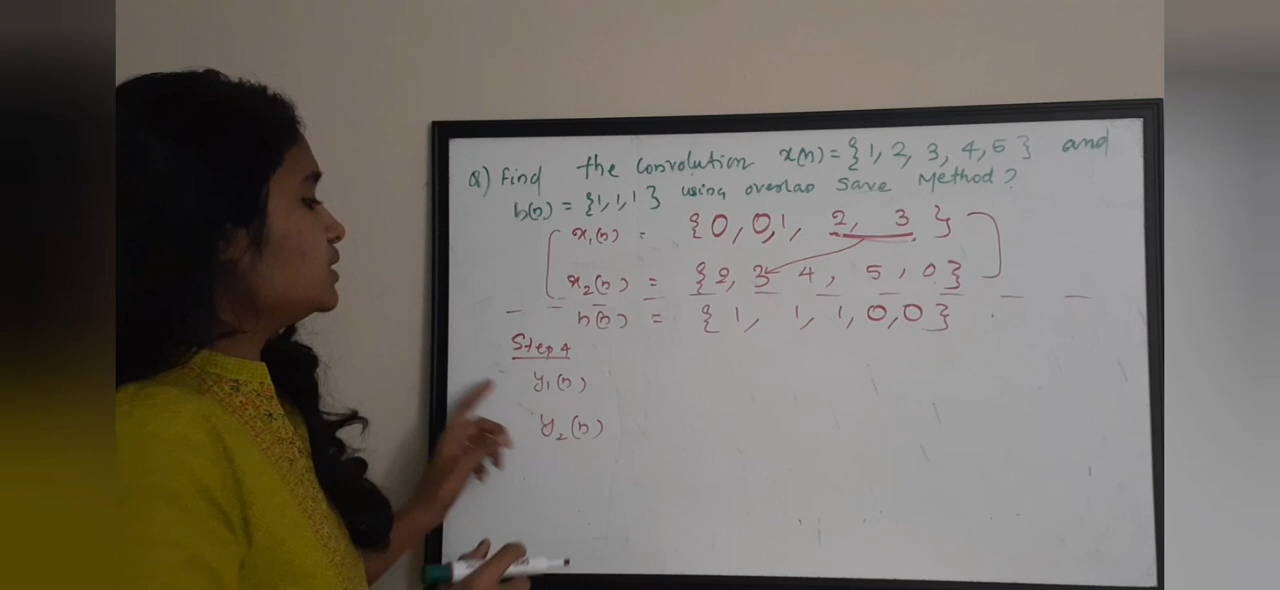 Q) Find the convolution x(n) = {1, 2, 3, 4, 5} and
h(n) = {1, 1, 1} using overlap save Method?
x₁(n) = {0, 0, 1, 2, 3}
x₂(n) = {2, 3 4, 5, 0}
h(n) = {1, 1, 1, 0, 0}
Step 4
y₁(n)
y₂(n)